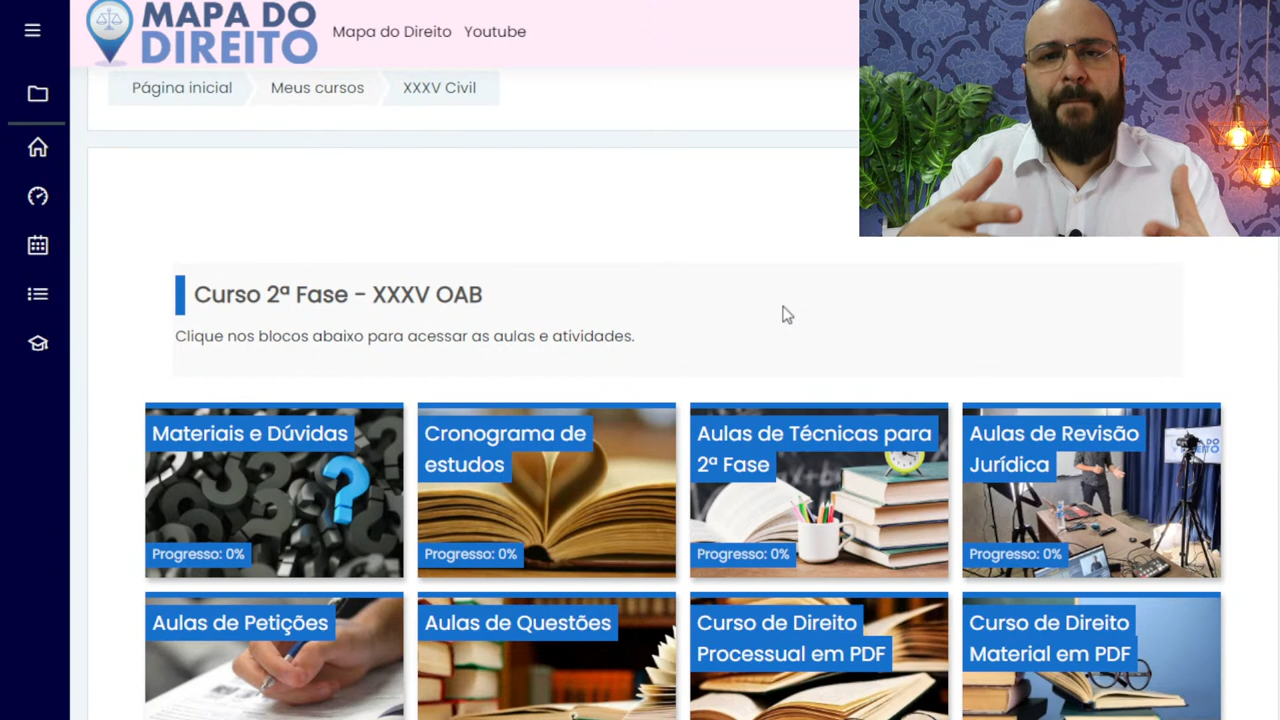 MAPA DO
DIREITO
Mapa do Direito Youtube
Página inicial Meus cursos XXXV Civil
Curso 2ª Fase - XXXV OAB
Clique nos blocos abaixo para acessar as aulas e atividades.
Materiais e Dúvidas
Progresso: 0%
Cronograma de
estudos
Progresso: 0%
Aulas de Técnicas para
2ª Fase
Progresso: 0%
Aulas de Revisão
Jurídica
Progresso: 0%
Aulas de Petições
Aulas de Questões
Curso de Direito
Processual em PDF
Curso de Direito
Material em PDF